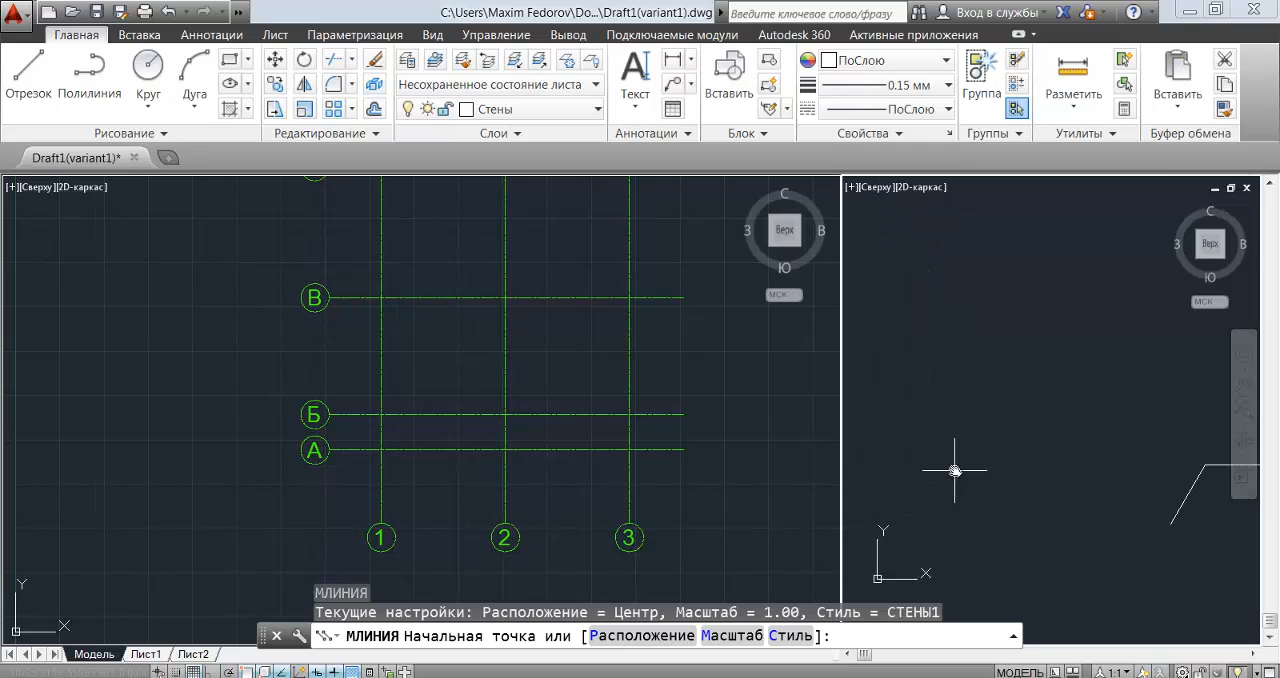 C:\Users\Maxim Fedorov\Do...\Draft1(variant1).dwg
Введите ключевое слово/фразу
Вход в службы
Главная Вставка Аннотации Лист Параметризация Вид Управление Вывод Подключаемые модули Autodesk 360 Активные приложения
Отрезок Полилиния Круг Дуга
Несохраненное состояние листа
Стены
Текст
Вставить
ПоСлою
0.15 мм
ПоСлою
Группа
Разметить
Вставить
Рисование Редактирование Слои Аннотации Блок Свойства Группы Утилиты Буфер обмена
Draft1(variant1)*
[+][Сверху][2D-каркас]
[+][Сверху][2D-каркас]
С
З Верх В
Ю
МСК
С
З Верх В
Ю
МСК
В
Б
А
1 2 3
Y
X
Y
X
МЛИНИЯ
Текущие настройки: Расположение = Центр, Масштаб = 1.00, Стиль = СТЕНЫ1
МЛИНИЯ Начальная точка или [Расположение Масштаб Стиль]:
Модель Лист1 Лист2
МОДЕЛЬ 1:1